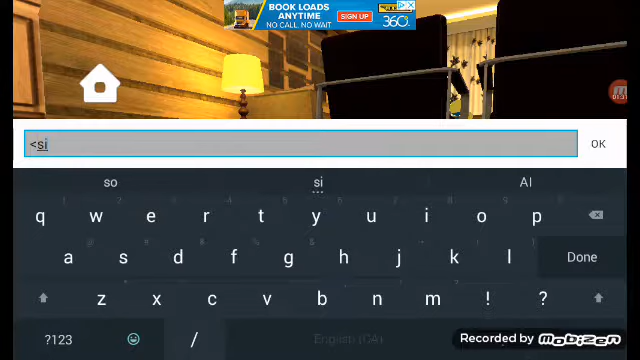 BOOK LOADS
ANYTIME
NO CALL, NO WAIT
SIGN UP
360
<si
OK
so
si
AI
q w e r t y u i o p
a s d f g h j k l
Done
z x c v b n m ! ?
?123
/
English (CA)
Recorded by
MOBIZEN